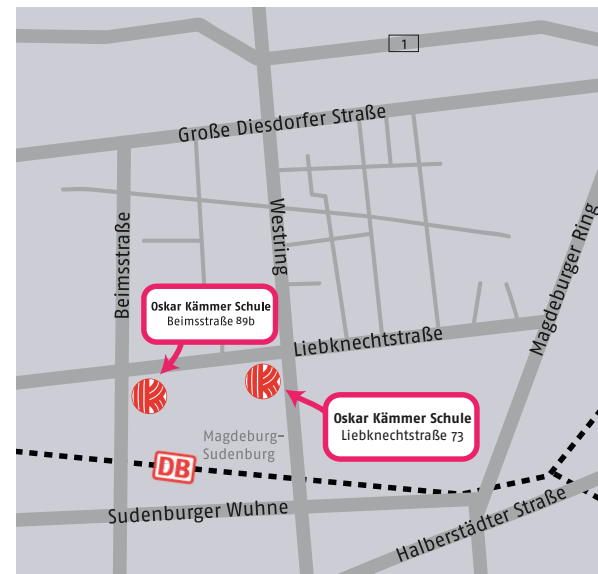 1
Große Diesdorfer Straße
Westring
Beimsstraße
Magdeburger Ring
Oskar Kämmer Schule
Beimsstraße 89b
Liebknechtstraße
Oskar Kämmer Schule
Liebknechtstraße 73
Magdeburg-
Sudenburg
DB
Sudenburger Wuhne
Halberstädter Straße